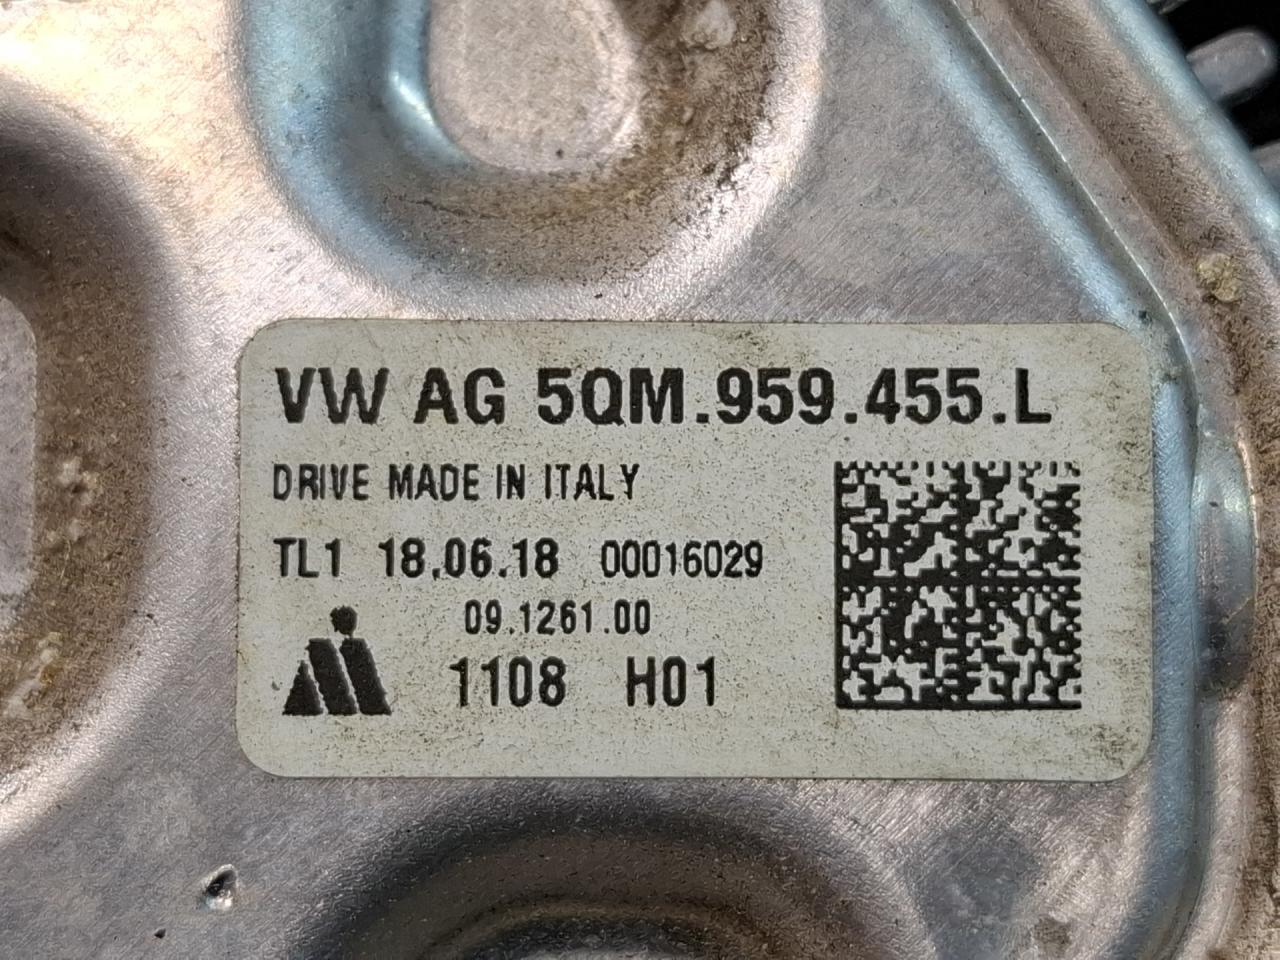 VW AG 5QM.959.455.L
DRIVE MADE IN ITALY
TL1 18.06.18 00016029
09.1261.00
1108 H01